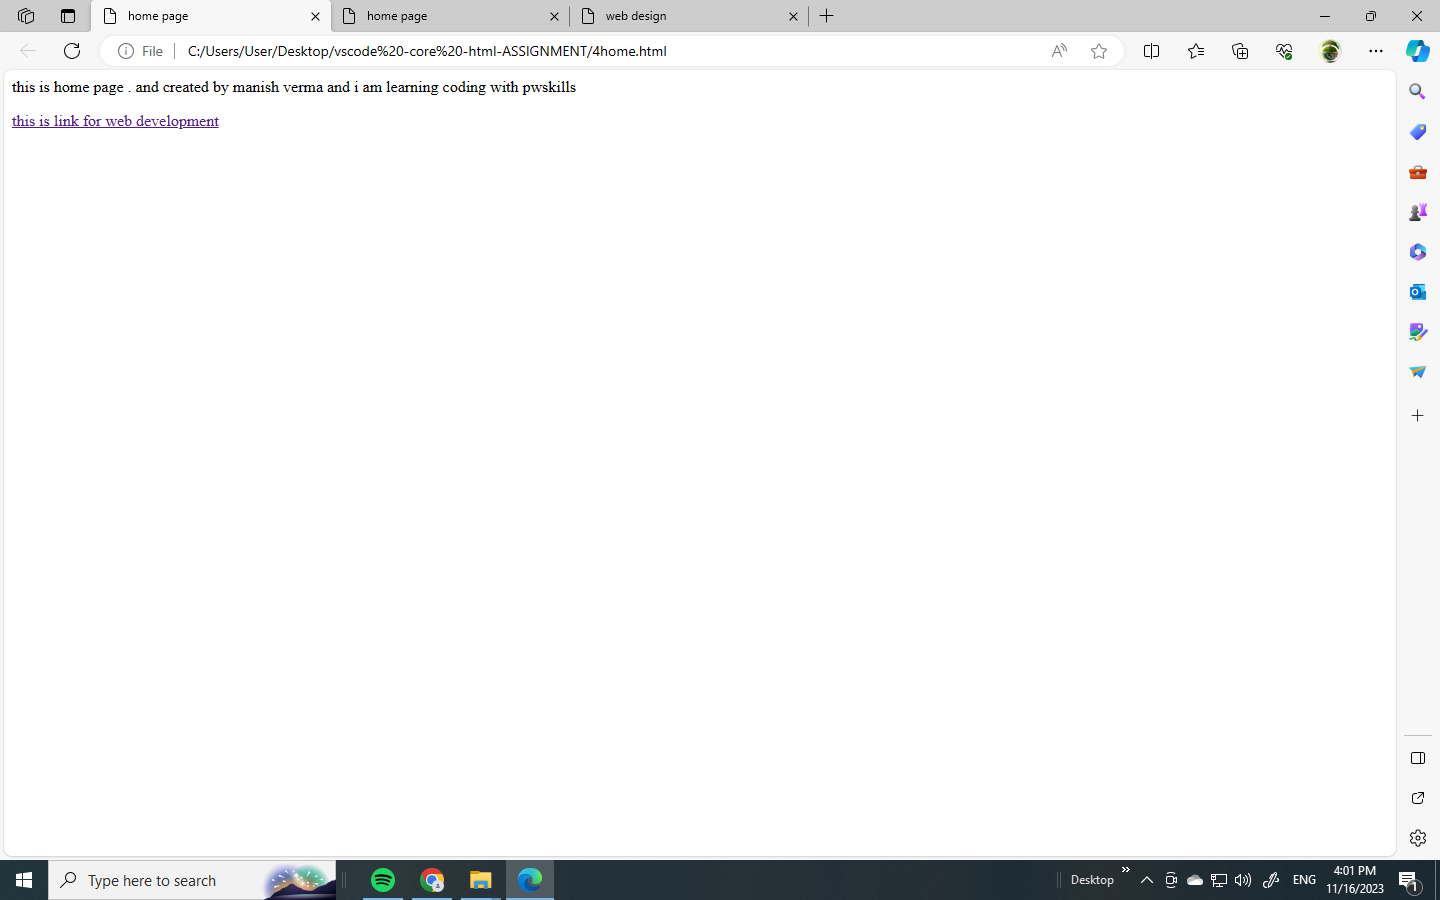 home page
home page
web design
File
C:/Users/User/Desktop/vscode%20-core%20-html-ASSIGNMENT/4home.html
this is home page . and created by manish verma and i am learning coding with pwskills
this is link for web development
Type here to search
Desktop
ENG
4:01 PM
11/16/2023
1